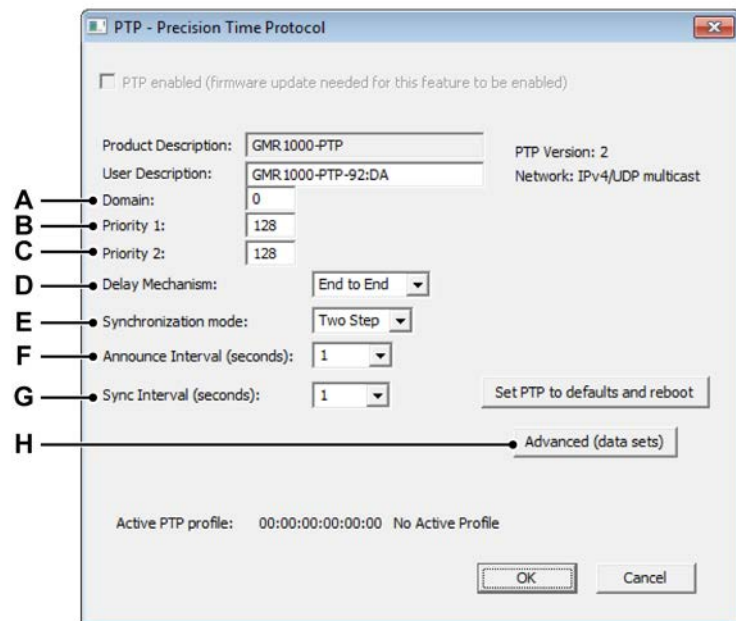 PTP - Precision Time Protocol
PTP enabled (firmware update needed for this feature to be enabled)
Product Description: GMR1000-PTP
PTP Version: 2
User Description: GMR1000-PTP-92:DA
Network: IPv4/UDP multicast
A Domain: 0
B Priority 1: 128
C Priority 2: 128
D Delay Mechanism: End to End
E Synchronization mode: Two Step
F Announce Interval (seconds): 1
G Sync Interval (seconds): 1
Set PTP to defaults and reboot
H Advanced (data sets)
Active PTP profile: 00:00:00:00:00:00 No Active Profile
OK Cancel